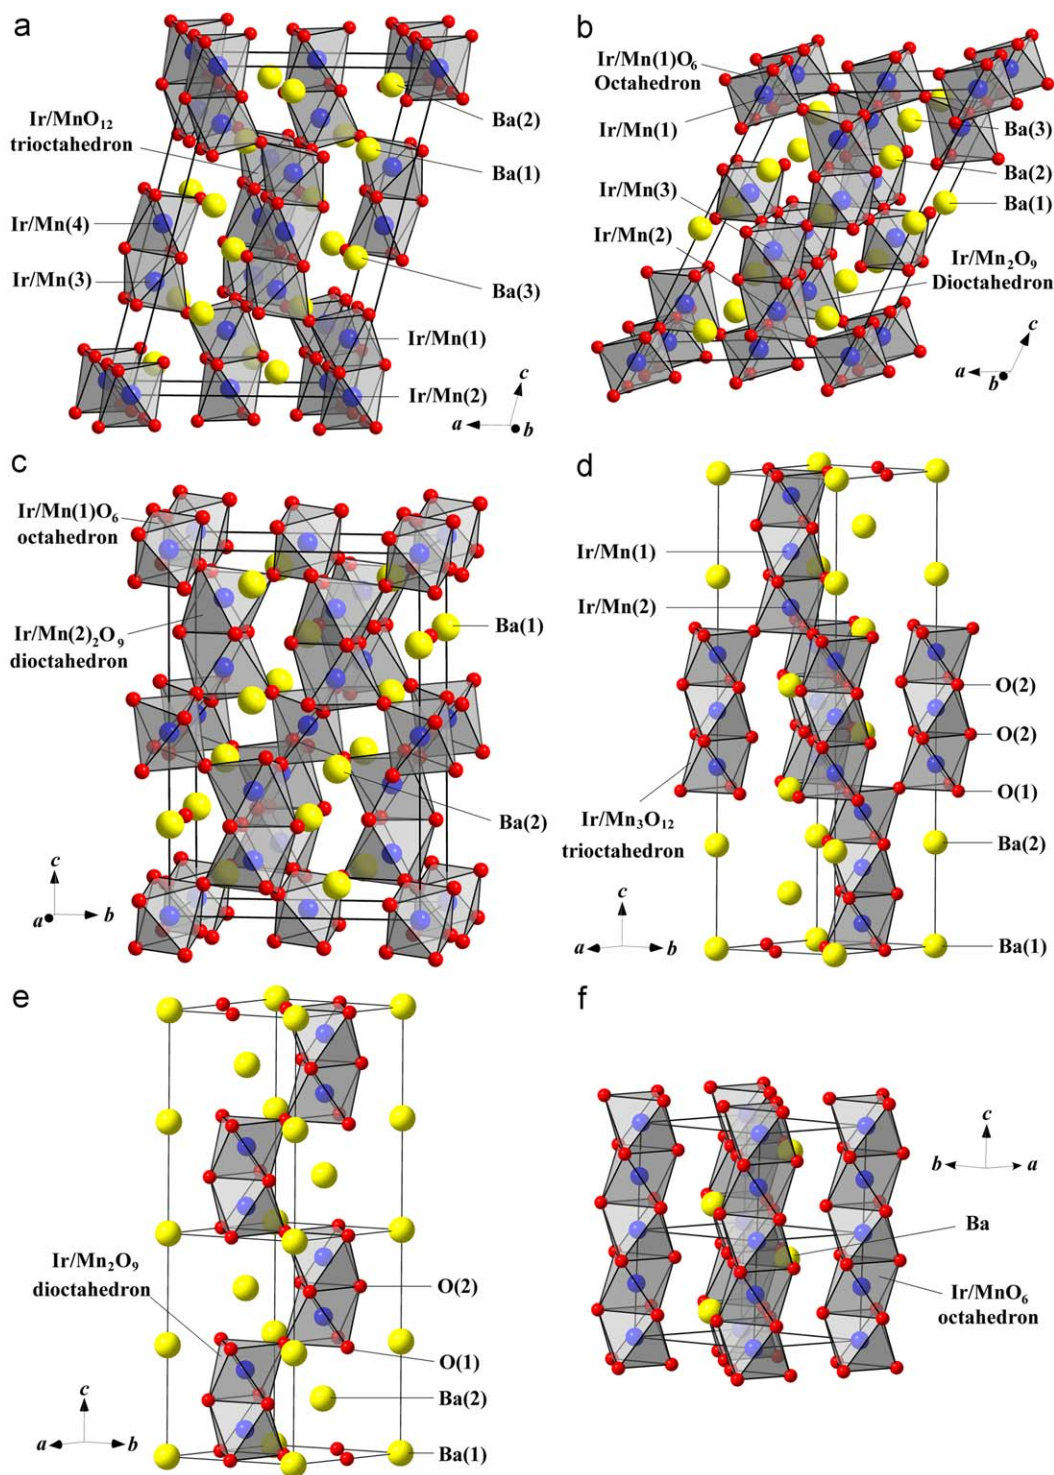 a
Ir/MnO12
trioctahedron
Ba(2)
Ba(1)
Ir/Mn(4)
Ir/Mn(3)
Ba(3)
Ir/Mn(1)
Ir/Mn(2)
c
a
b
b
Ir/Mn(1)O6
Octahedron
Ir/Mn(1)
Ba(3)
Ba(2)
Ir/Mn(3)
Ba(1)
Ir/Mn(2)
Ir/Mn2O9
Dioctahedron
c
a
b
c
Ir/Mn(1)O6
octahedron
Ir/Mn(2)2O9
dioctahedron
Ba(1)
Ba(2)
c
a
b
d
Ir/Mn(1)
Ir/Mn(2)
O(2)
O(2)
O(1)
Ir/Mn3O12
trioctahedron
Ba(2)
c
a
b
Ba(1)
e
Ir/Mn2O9
dioctahedron
O(2)
O(1)
Ba(2)
c
a
b
Ba(1)
f
c
b
a
Ba
Ir/MnO6
octahedron